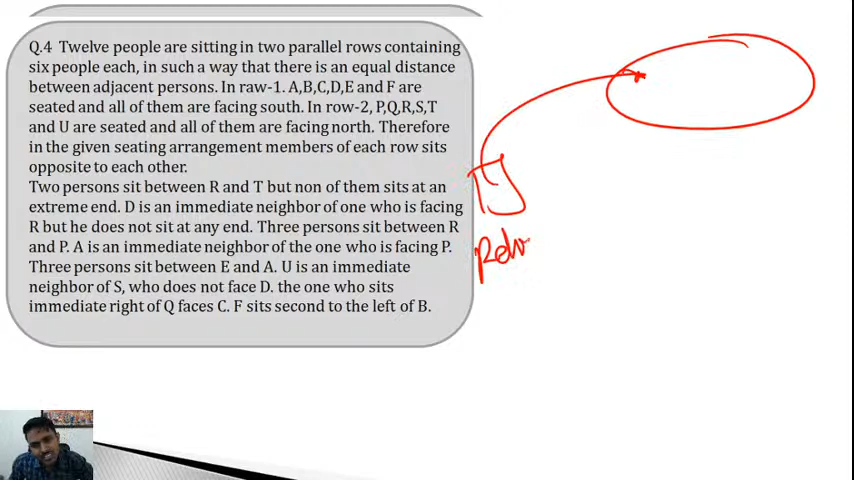 Q.4 Twelve people are sitting in two parallel rows containing
six people each, in such a way that there is an equal distance
between adjacent persons. In raw-1. A,B,C,D,E and F are
seated and all of them are facing south. In row-2, P,Q,R,S,T
and U are seated and all of them are facing north. Therefore
in the given seating arrangement members of each row sits
opposite to each other.
Two persons sit between R and T but non of them sits at an
extreme end. D is an immediate neighbor of one who is facing
R but he does not sit at any end. Three persons sit between R
and P. A is an immediate neighbor of the one who is facing P.
Three persons sit between E and A. U is an immediate
neighbor of S, who does not face D. the one who sits
immediate right of Q faces C. F sits second to the left of B.